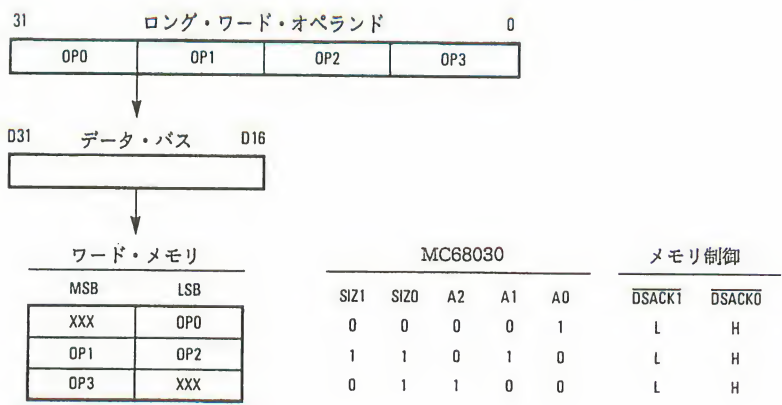 31 ロング・ワード・オペランド 0
OP0 OP1 OP2 OP3
D31 データ・バス D16
ワード・メモリ MC68030 メモリ制御
MSB LSB SIZ1 SIZ0 A2 A1 A0 DSACK1 DSACK0
XXX OP0 0 0 0 0 1 L H
OP1 OP2 1 1 0 1 0 L H
OP3 XXX 0 1 1 0 0 L H